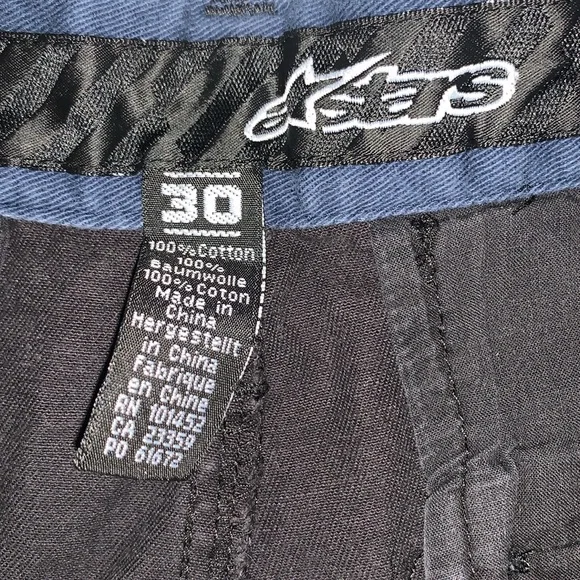 30
100%Cotton
100%
Baumwolle
100% Coton
Made in
China
Hergestellt
in China
Fabrique
en Chine
RN 101452
CA 23359
PO 61672